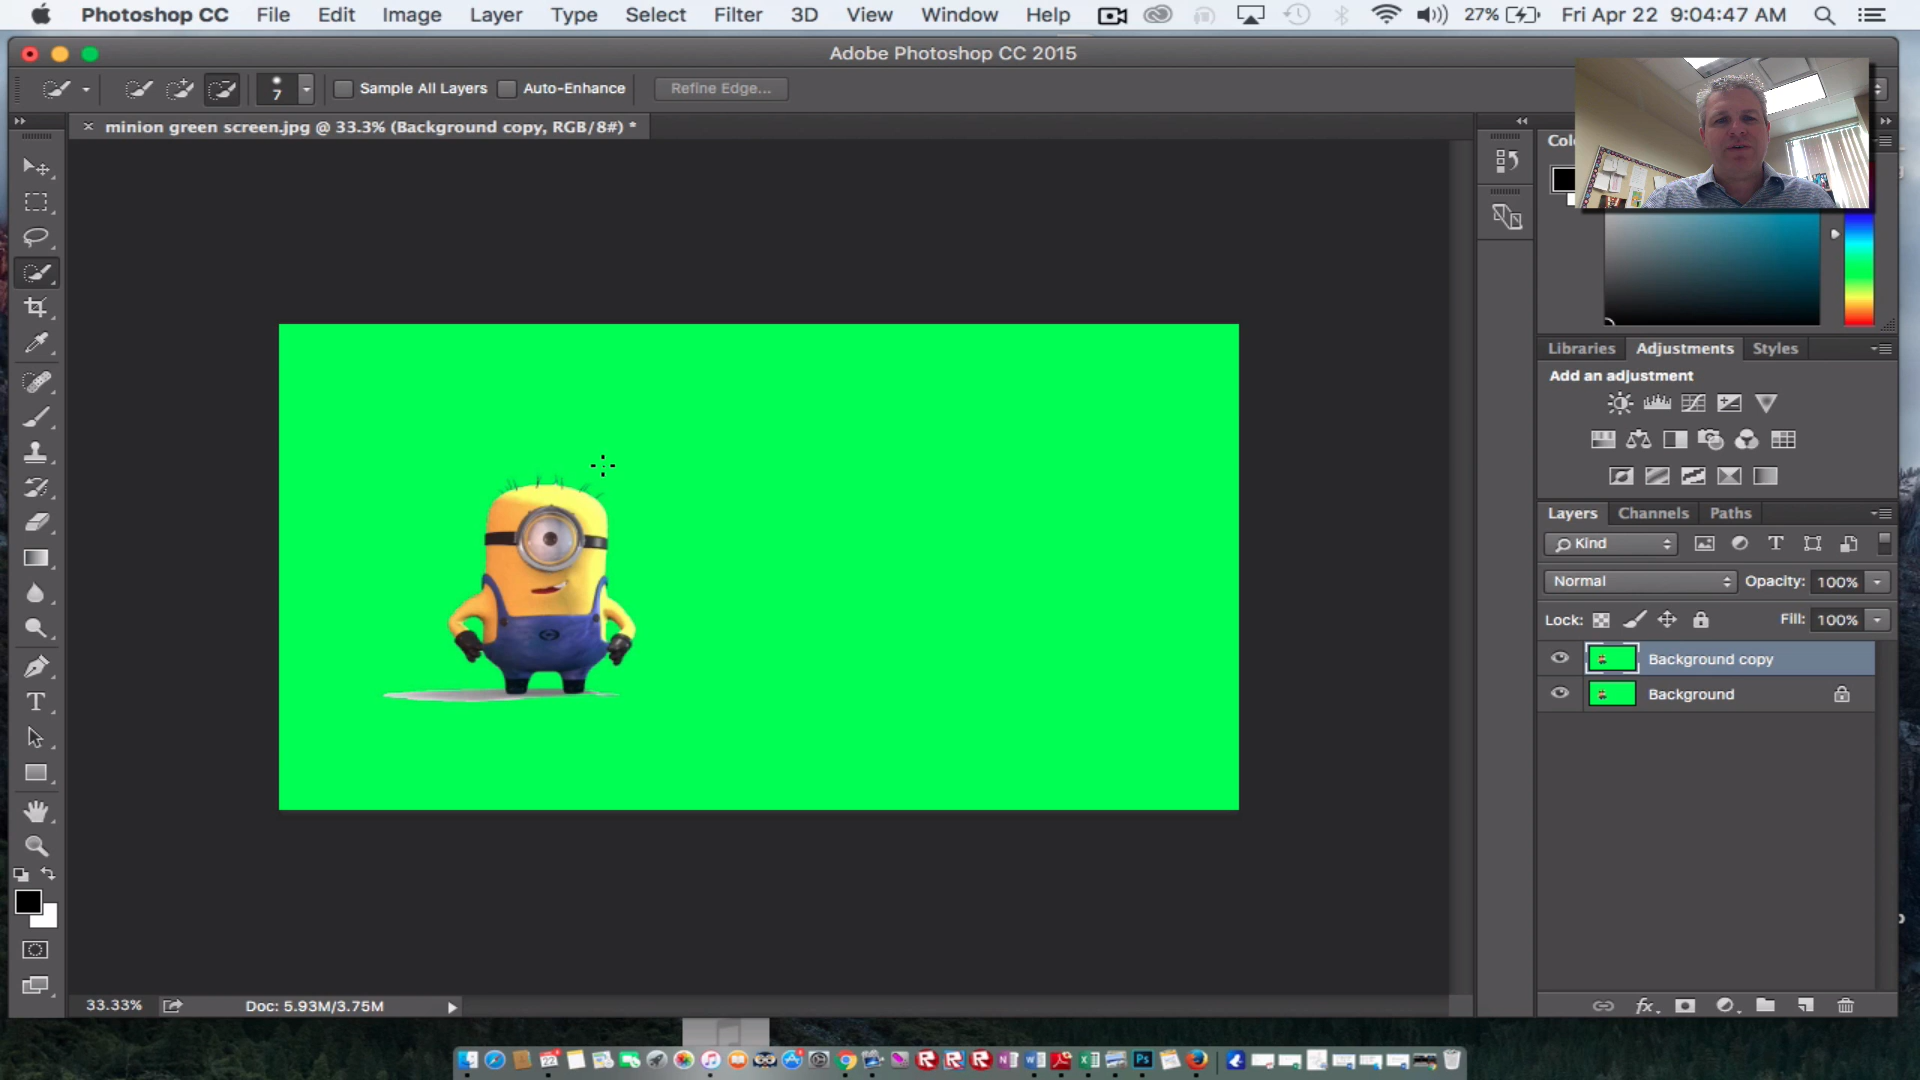 Photoshop CC File Edit Image Layer Type Select Filter 3D View Window Help 27% Fri Apr 22 9:04:47 AM
Adobe Photoshop CC 2015
7 Sample All Layers Auto-Enhance Refine Edge...
× minion green screen.jpg @ 33.3% (Background copy, RGB/8#) *
Libraries Adjustments Styles
Add an adjustment
Layers Channels Paths
Kind
Normal Opacity: 100%
Lock: Fill: 100%
Background copy
Background
33.33% Doc: 5.93M/3.75M